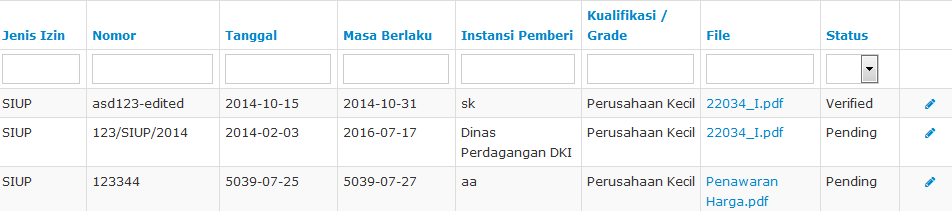 Jenis Izin Nomor Tanggal Masa Berlaku Instansi Pemberi Kualifikasi / Grade File Status
SIUP asd123-edited 2014-10-15 2014-10-31 sk Perusahaan Kecil 22034_I.pdf Verified
SIUP 123/SIUP/2014 2014-02-03 2016-07-17 Dinas Perdagangan DKI Perusahaan Kecil 22034_I.pdf Pending
SIUP 123344 5039-07-25 5039-07-27 aa Perusahaan Kecil Penawaran Harga.pdf Pending